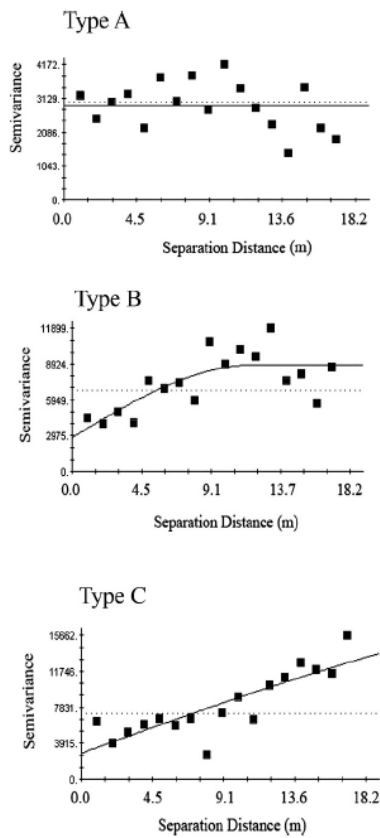 Type A
4172.
3129.
2086.
1043.
0.
Semivariance
0.0 4.5 9.1 13.6 18.2
Separation Distance (m)
Type B
11899.
8924.
5949.
2975.
0.
Semivariance
0.0 4.5 9.1 13.7 18.2
Separation Distance (m)
Type C
15662.
11746.
7831.
3915.
0.
Semivariance
0.0 4.5 9.1 13.6 18.2
Separation Distance (m)